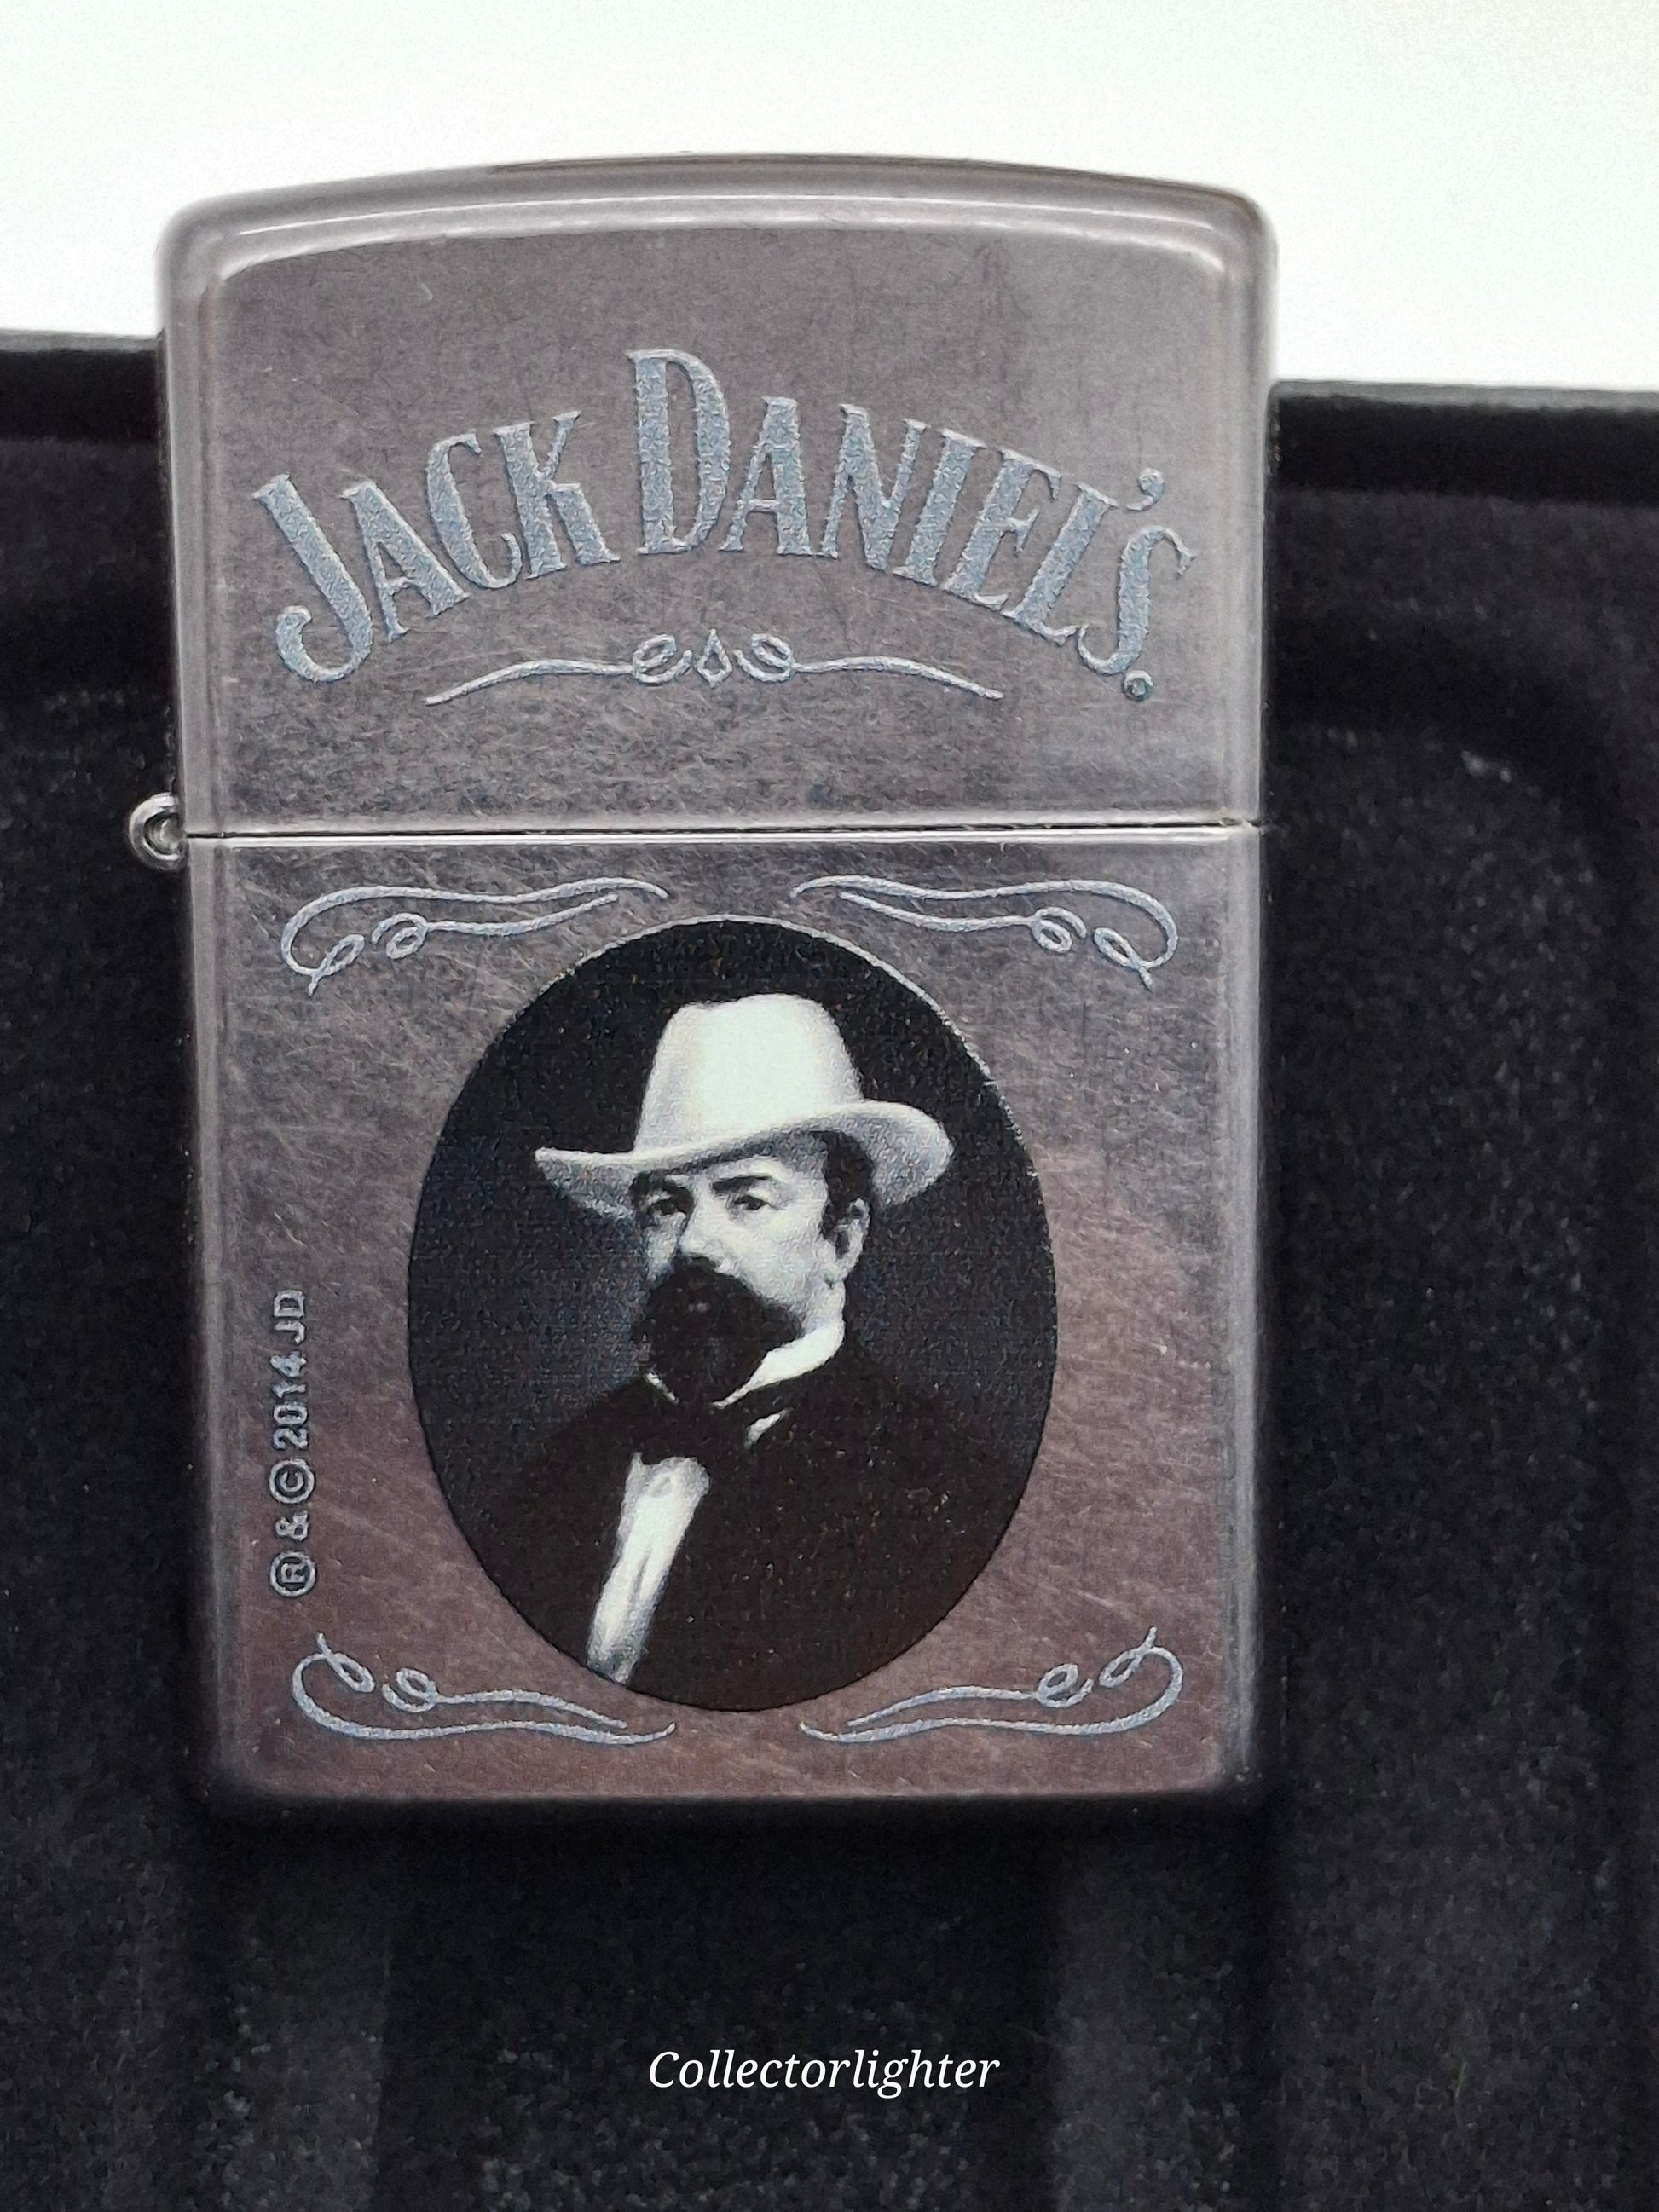 JACK DANIEL'S.
® & © 2014 JD
Collectorlighter